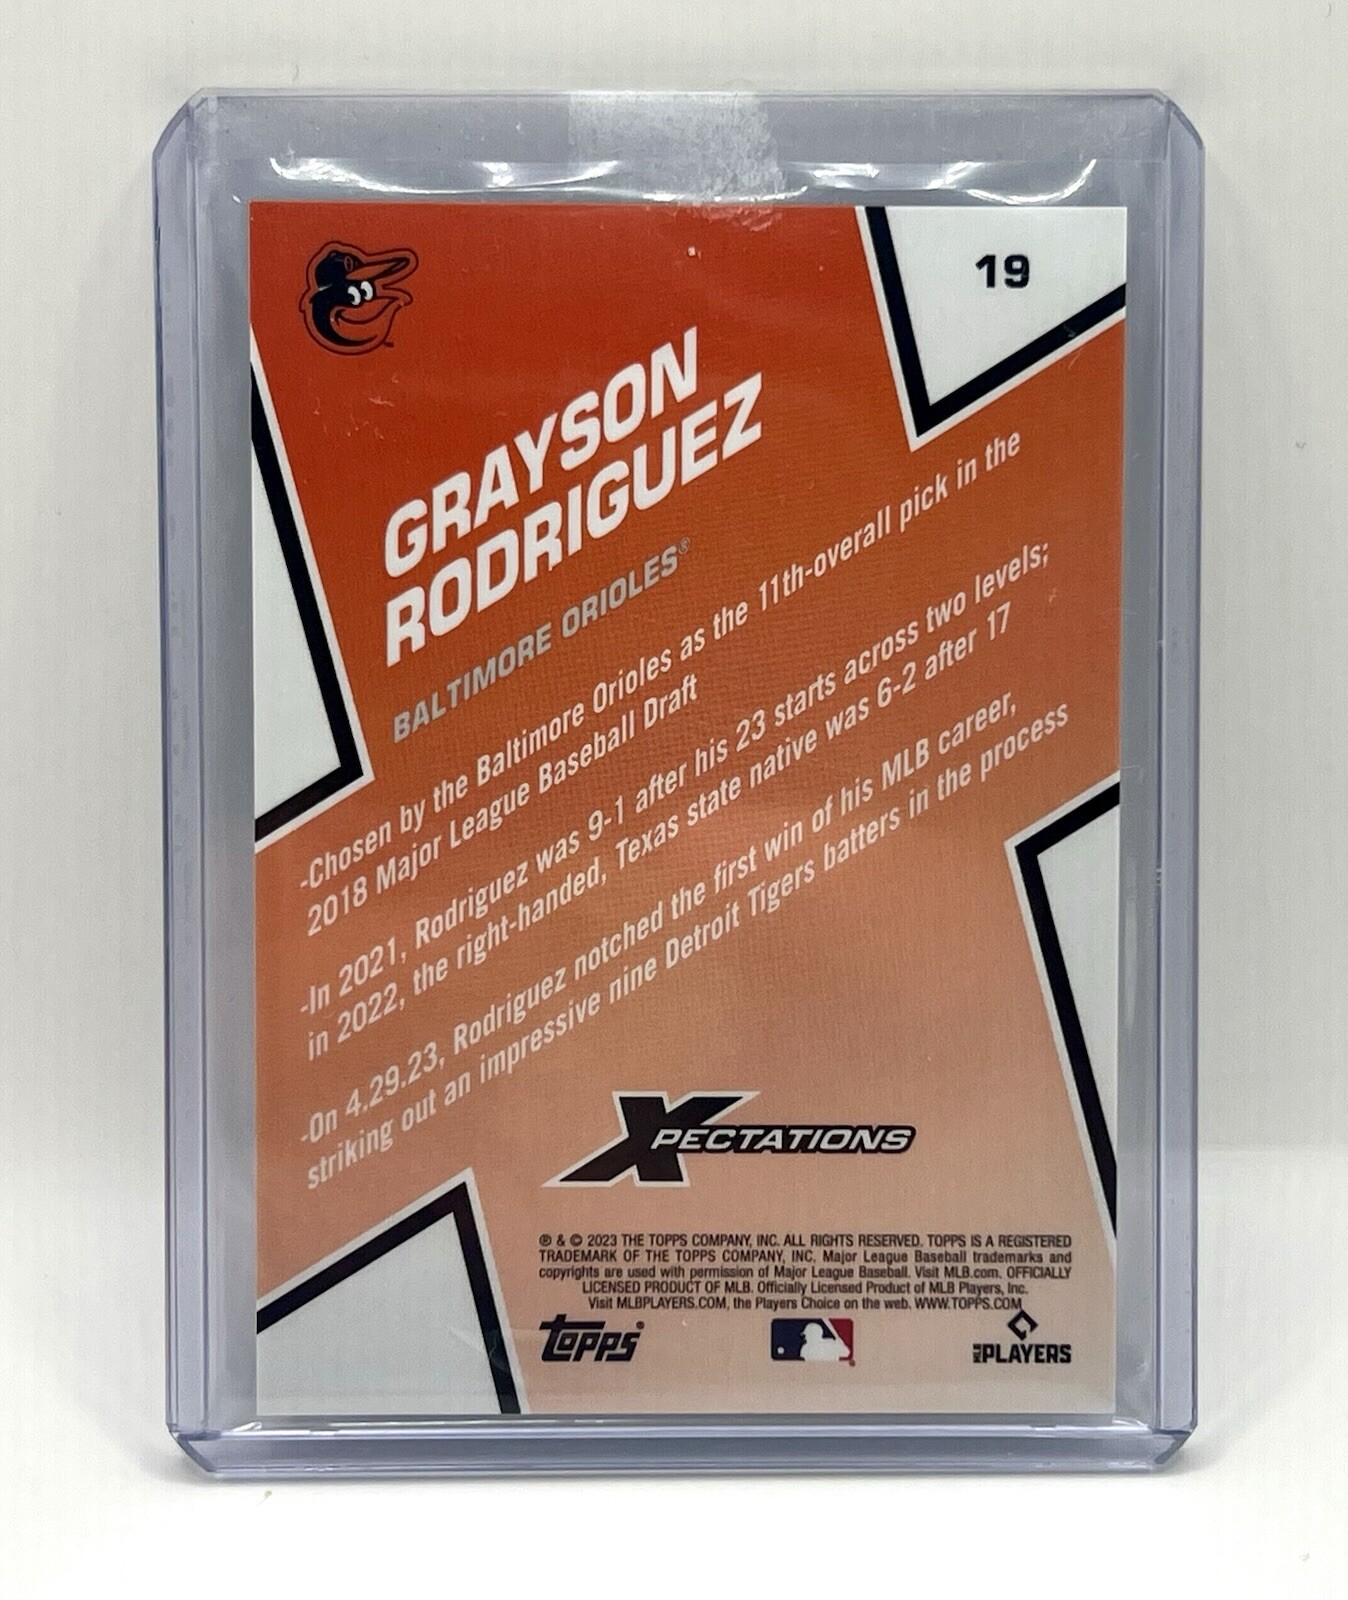 19
GRAYSON
RODRIGUEZ
BALTIMORE ORIOLES®
-Chosen by the Baltimore Orioles as the 11th-overall pick in the
2018 Major League Baseball Draft
-In 2021, Rodriguez was 9-1 after his 23 starts across two levels;
in 2022, the right-handed, Texas state native was 6-2 after 17
-On 4.29.23, Rodriguez notched the first win of his MLB career,
striking out an impressive nine Detroit Tigers batters in the process
XPECTATIONS
℗ & © 2023 THE TOPPS COMPANY, INC. ALL RIGHTS RESERVED. TOPPS IS A REGISTERED
TRADEMARK OF THE TOPPS COMPANY, INC. Major League Baseball trademarks and
copyrights are used with permission of Major League Baseball. Visit MLB.com. OFFICIALLY
LICENSED PRODUCT OF MLB. Officially Licensed Product of MLB Players, Inc.
Visit MLBPLAYERS.COM, the Players Choice on the web. WWW.TOPPS.COM
Topps®
MLB PLAYERS